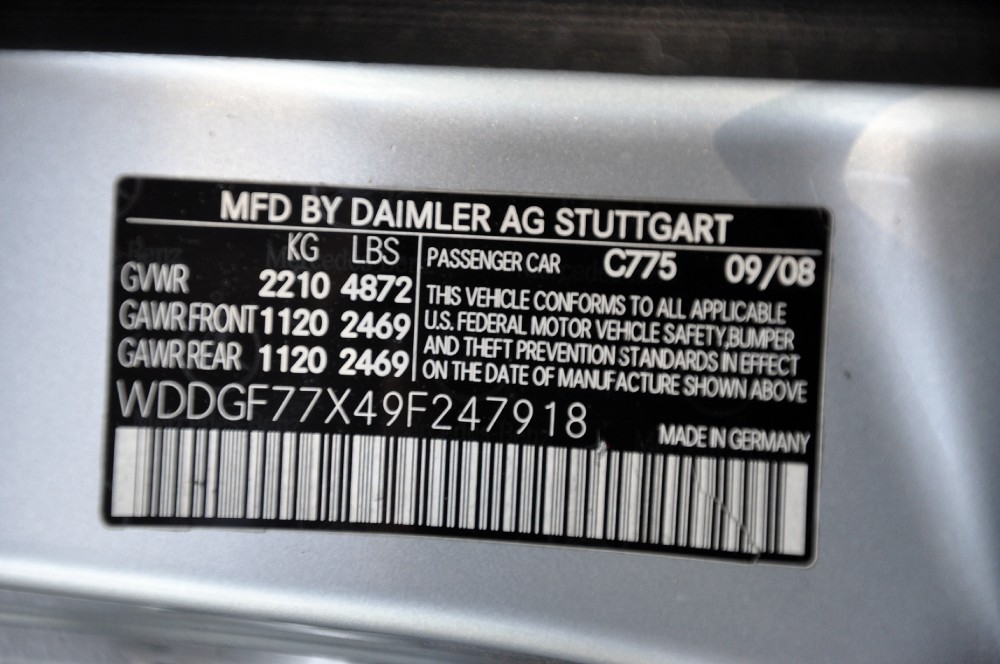 MFD BY DAIMLER AG STUTTGART
KG LBS
GVWR 2210 4872
GAWR FRONT 1120 2469
GAWR REAR 1120 2469
PASSENGER CAR C775 09/08
THIS VEHICLE CONFORMS TO ALL APPLICABLE
U.S. FEDERAL MOTOR VEHICLE SAFETY,BUMPER
AND THEFT PREVENTION STANDARDS IN EFFECT
ON THE DATE OF MANUFACTURE SHOWN ABOVE
WDDGF77X49F247918
MADE IN GERMANY